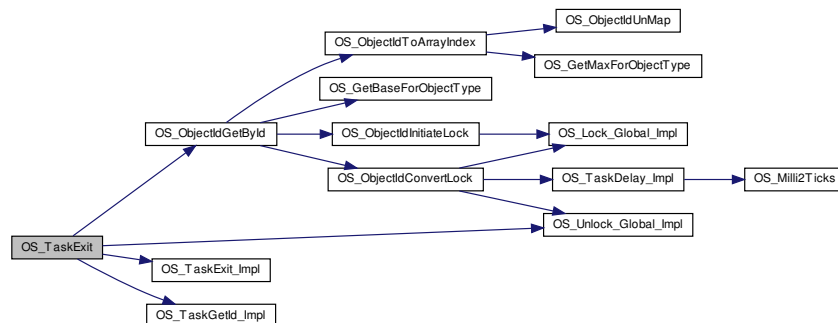 OS_ObjectIdUnMap
OS_ObjectIdToArrayIndex
OS_GetMaxForObjectType
OS_GetBaseForObjectType
OS_ObjectIdGetById
OS_ObjectIdInitiateLock
OS_Lock_Global_Impl
OS_ObjectIdConvertLock
OS_TaskDelay_Impl
OS_Milli2Ticks
OS_Unlock_Global_Impl
OS_TaskExit
OS_TaskExit_Impl
OS_TaskGetId_Impl